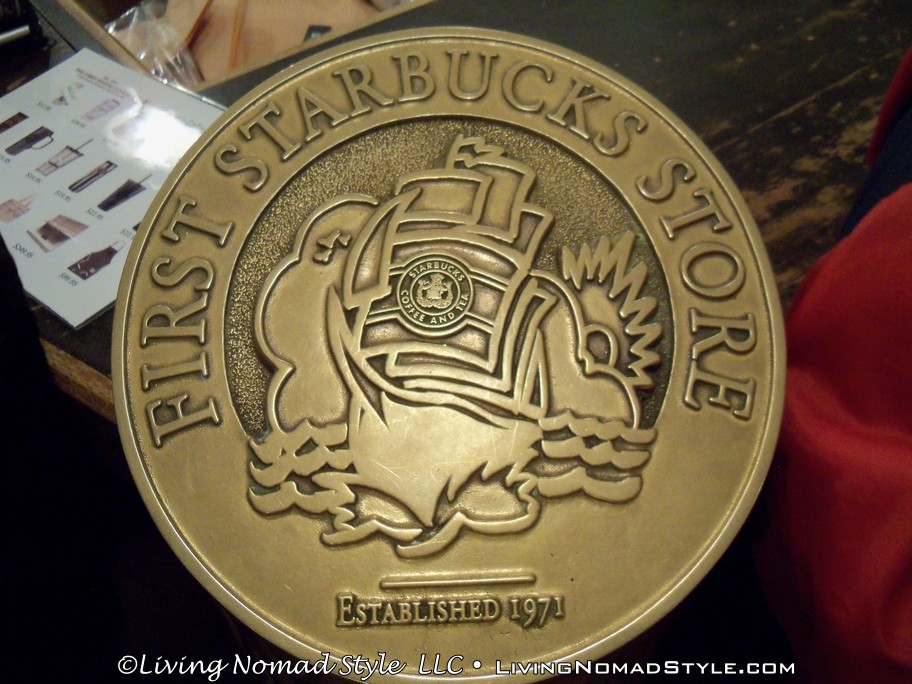 FIRST STARBUCKS STORE
STARBUCKS
COFFEE AND TEA
ESTABLISHED 1971
©Living Nomad Style LLC • LivingNomadStyle.com